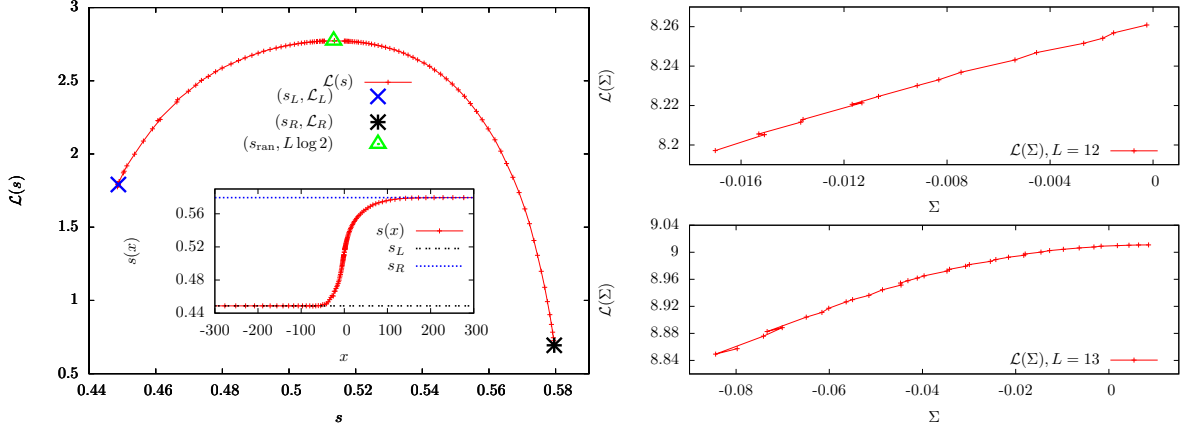 3
2.5
2
1.5
1
0.5
0.44
0.46
0.48
0.5
0.52
0.54
0.56
0.58
ℒ(s)
s
ℒ(s)
(s_L, ℒ_L)
(s_R, ℒ_R)
(s_ran, L log 2)
0.56
0.52
0.48
0.44
-300
-200
-100
0
100
200
300
s(x)
x
s(x)
s_L
s_R
8.26
8.24
8.22
8.2
-0.016
-0.012
-0.008
-0.004
0
ℒ(Σ)
Σ
ℒ(Σ), L = 12
9.04
9
8.96
8.92
8.88
8.84
-0.08
-0.06
-0.04
-0.02
0
ℒ(Σ)
Σ
ℒ(Σ), L = 13